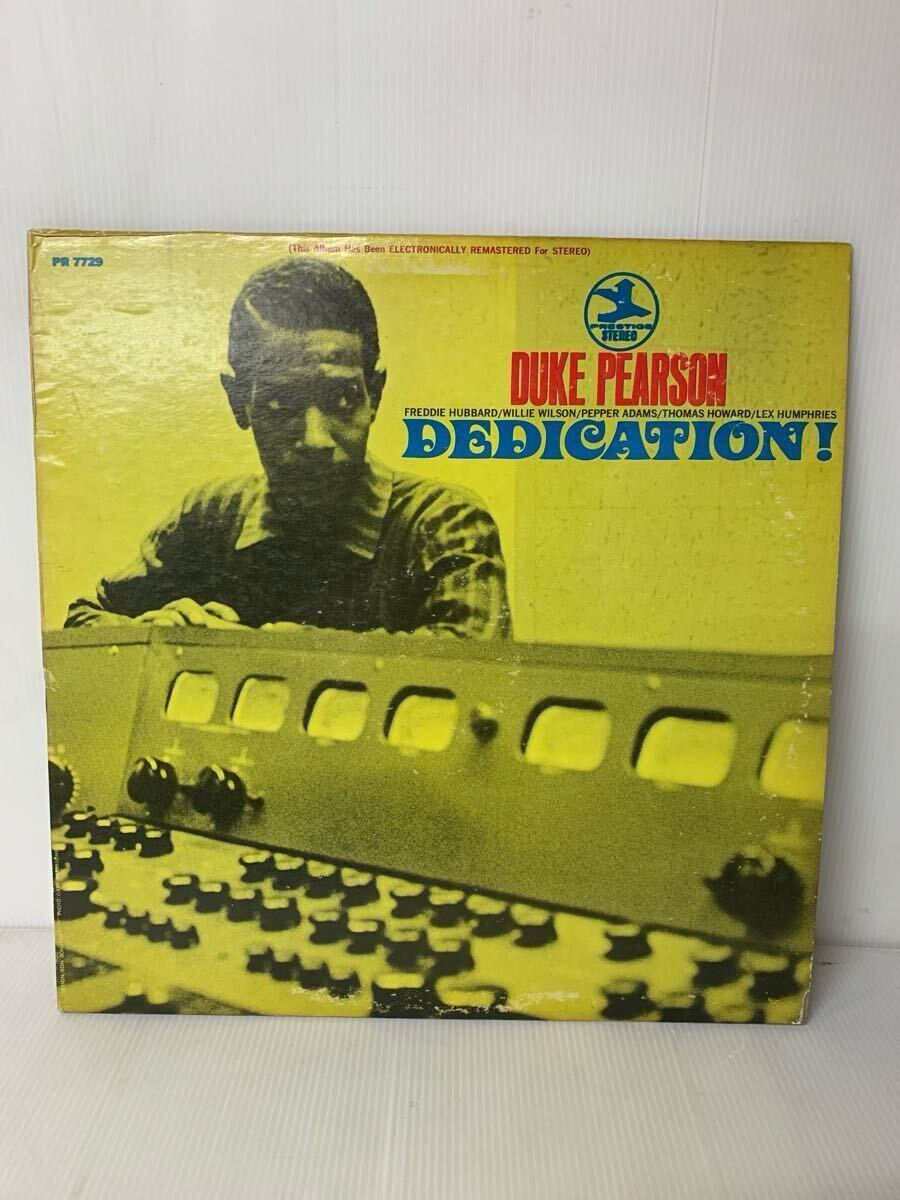 (This Album Has Been ELECTRONICALLY REMASTERED For STEREO)
PR 7729
PRESTIGE
STEREO
DUKE PEARSON
FREDDIE HUBBARD/WILLIE WILSON/PEPPER ADAMS/THOMAS HOWARD/LEX HUMPHRIES
DEDICATION!